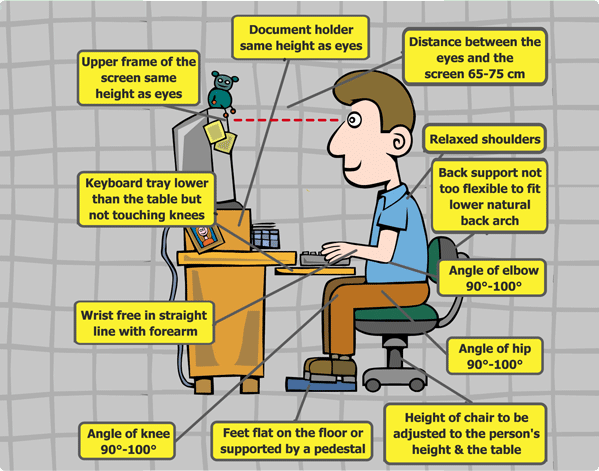 Document holder
same height as eyes
Distance between the
eyes and the
screen 65-75 cm
Upper frame of the
screen same
height as eyes
Relaxed shoulders
Back support not
too flexible to fit
lower natural
back arch
Keyboard tray lower
than the table but
not touching knees
Angle of elbow
90°-100°
Wrist free in straight
line with forearm
Angle of hip
90°-100°
Angle of knee
90°-100°
Feet flat on the floor or
supported by a pedestal
Height of chair to be
adjusted to the person's
height & the table